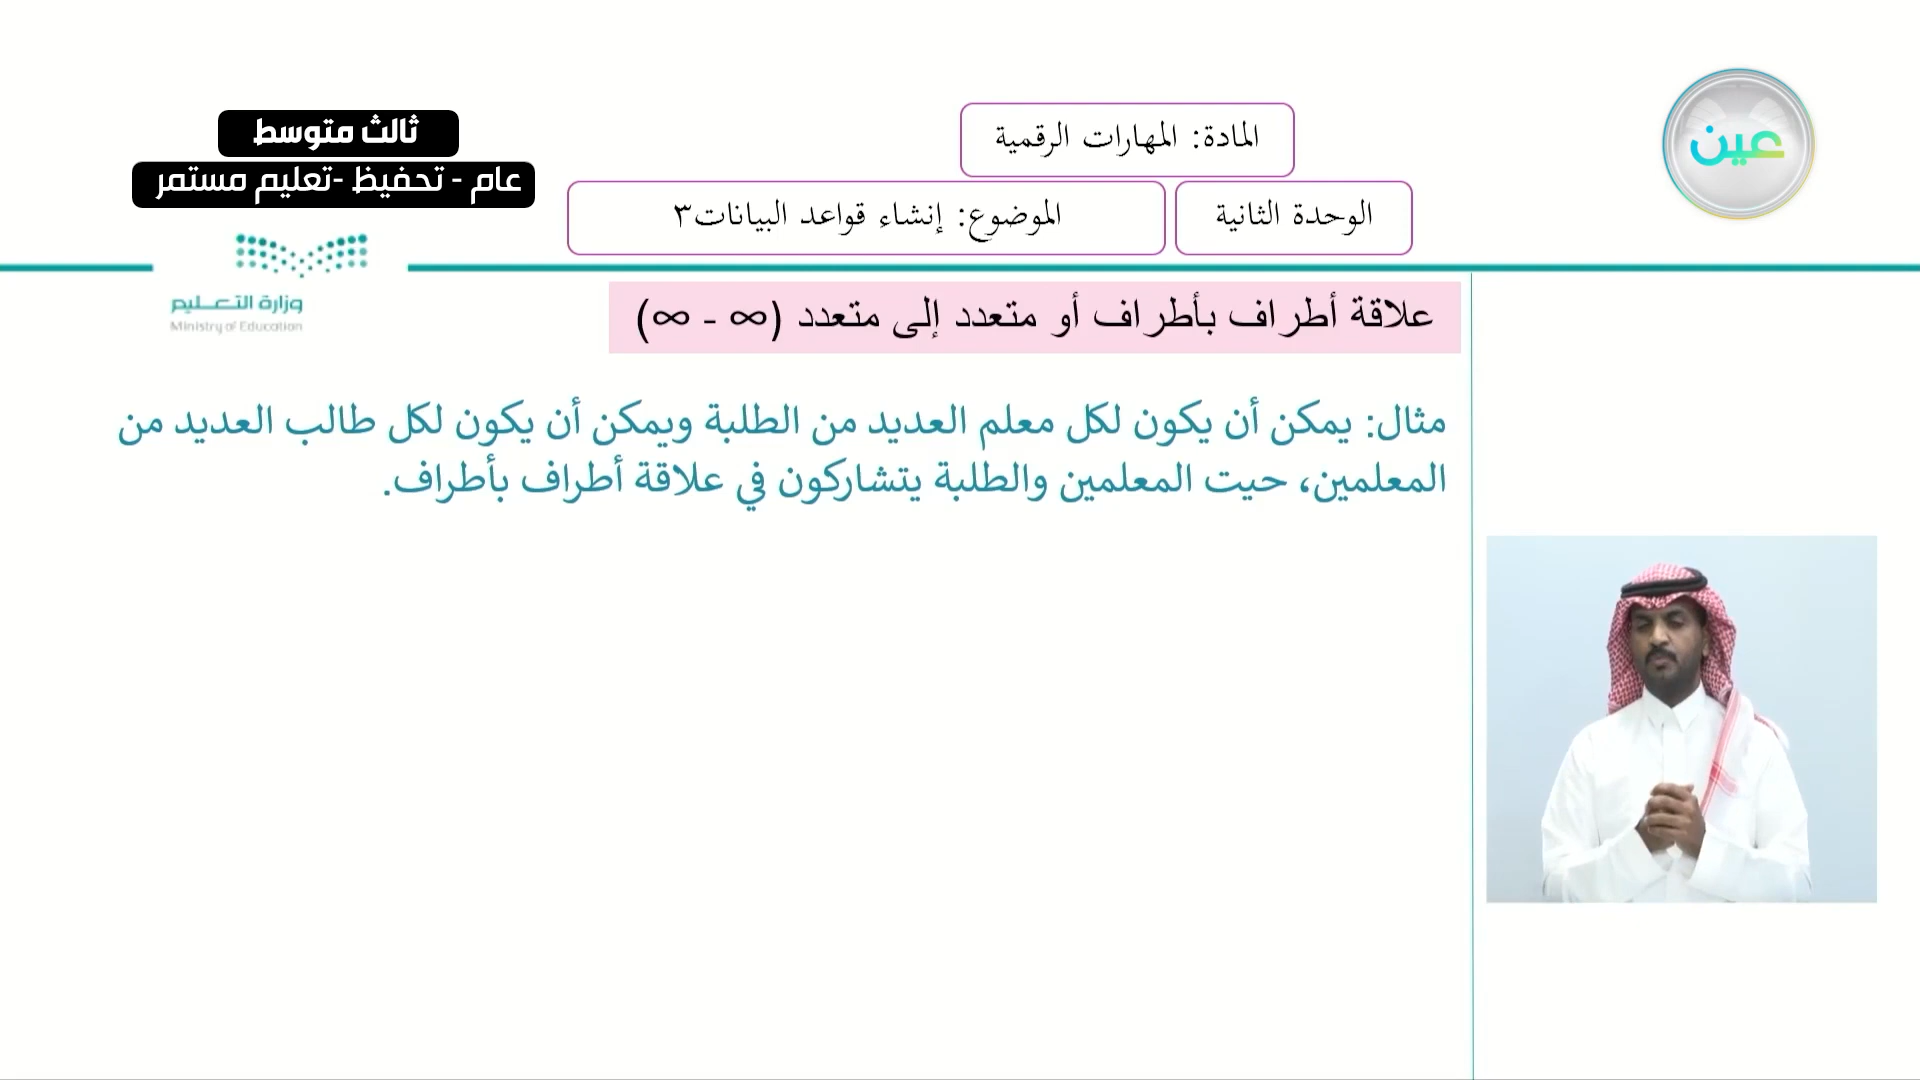 عين
المادة: المهارات الرقمية
ثالث متوسط
عام - تحفيظ -تعليم مستمر
الوحدة الثانية
الموضوع: إنشاء قواعد البيانات٣
وزارة التعـــليم
Ministry of Education
علاقة أطراف بأطراف أو متعدد إلى متعدد (∞ - ∞)
مثال: يمكن أن يكون لكل معلم العديد من الطلبة ويمكن أن يكون لكل طالب العديد من
المعلمين، حيت المعلمين والطلبة يتشاركون في علاقة أطراف بأطراف.